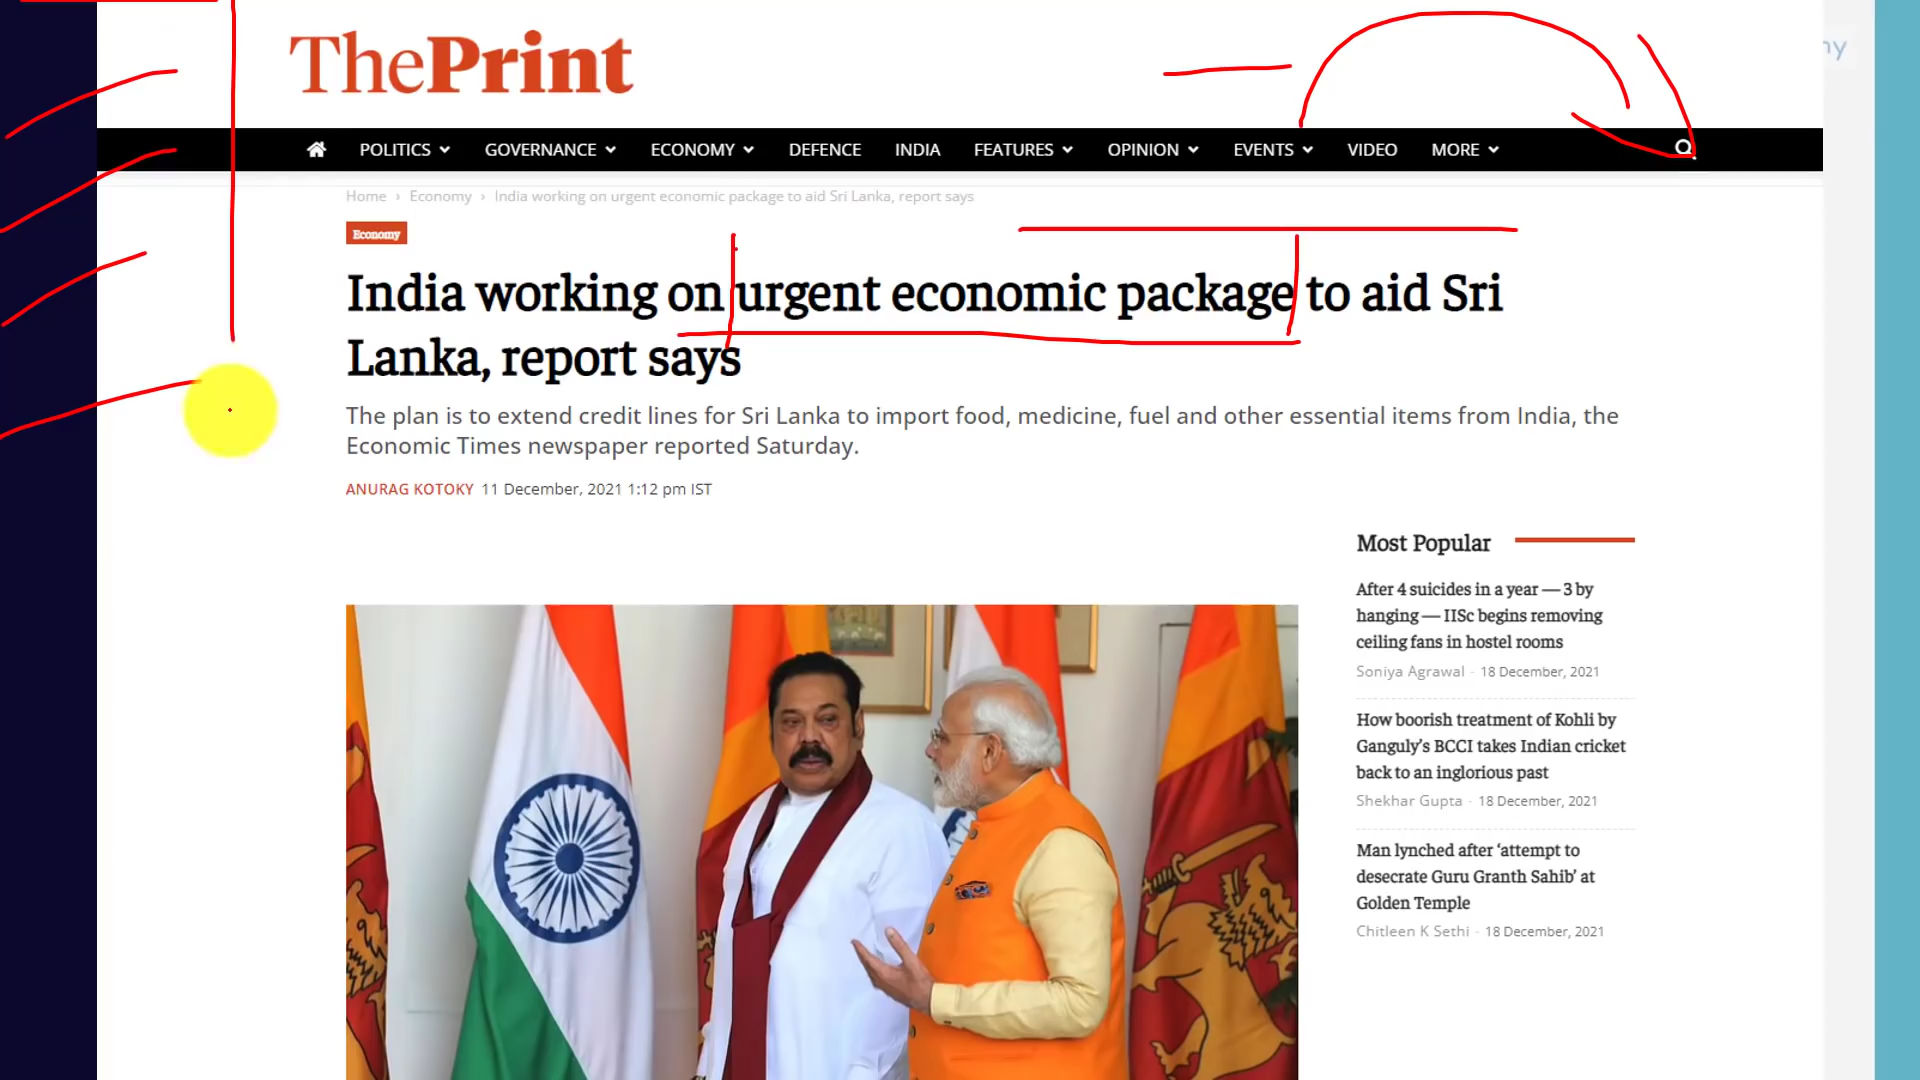 ThePrint
ny
POLITICS GOVERNANCE ECONOMY DEFENCE INDIA FEATURES OPINION EVENTS VIDEO MORE
Home › Economy › India working on urgent economic package to aid Sri Lanka, report says
Economy
India working on urgent economic package to aid Sri
Lanka, report says
The plan is to extend credit lines for Sri Lanka to import food, medicine, fuel and other essential items from India, the
Economic Times newspaper reported Saturday.
ANURAG KOTOKY 11 December, 2021 1:12 pm IST
Most Popular
After 4 suicides in a year — 3 by
hanging — IISc begins removing
ceiling fans in hostel rooms
Soniya Agrawal - 18 December, 2021
How boorish treatment of Kohli by
Ganguly's BCCI takes Indian cricket
back to an inglorious past
Shekhar Gupta - 18 December, 2021
Man lynched after ‘attempt to
desecrate Guru Granth Sahib’ at
Golden Temple
Chitleen K Sethi - 18 December, 2021